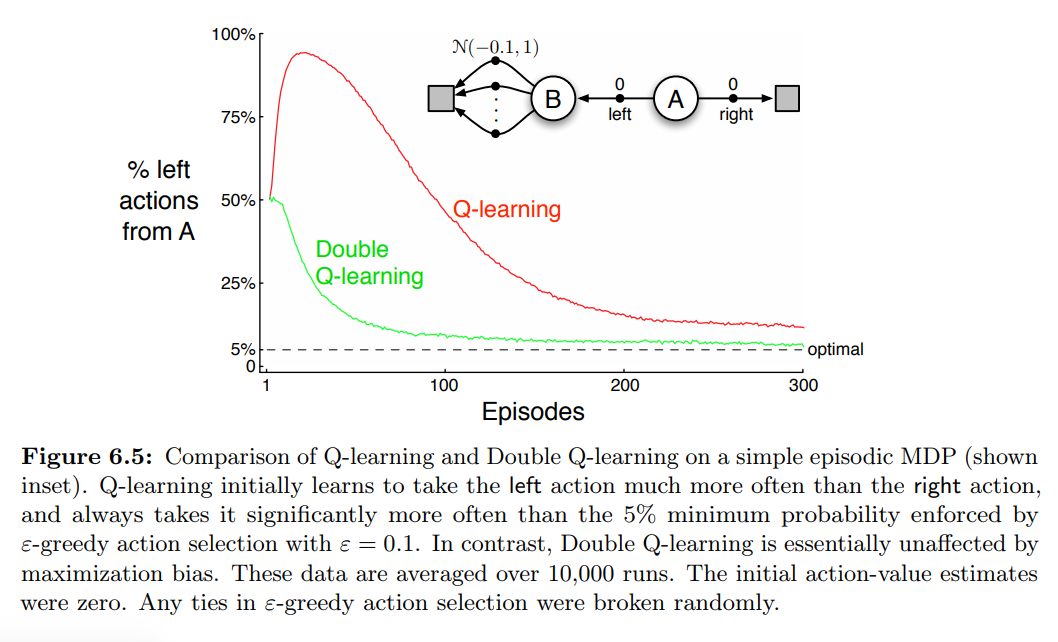 100%
N(−0.1, 1)
0
0
B
A
left
right
75%
% left
actions
from A
50%
Q-learning
Double
Q-learning
25%
5%
optimal
0
1
100
200
300
Episodes
Figure 6.5: Comparison of Q-learning and Double Q-learning on a simple episodic MDP (shown
inset). Q-learning initially learns to take the left action much more often than the right action,
and always takes it significantly more often than the 5% minimum probability enforced by
ε-greedy action selection with ε = 0.1. In contrast, Double Q-learning is essentially unaffected by
maximization bias. These data are averaged over 10,000 runs. The initial action-value estimates
were zero. Any ties in ε-greedy action selection were broken randomly.